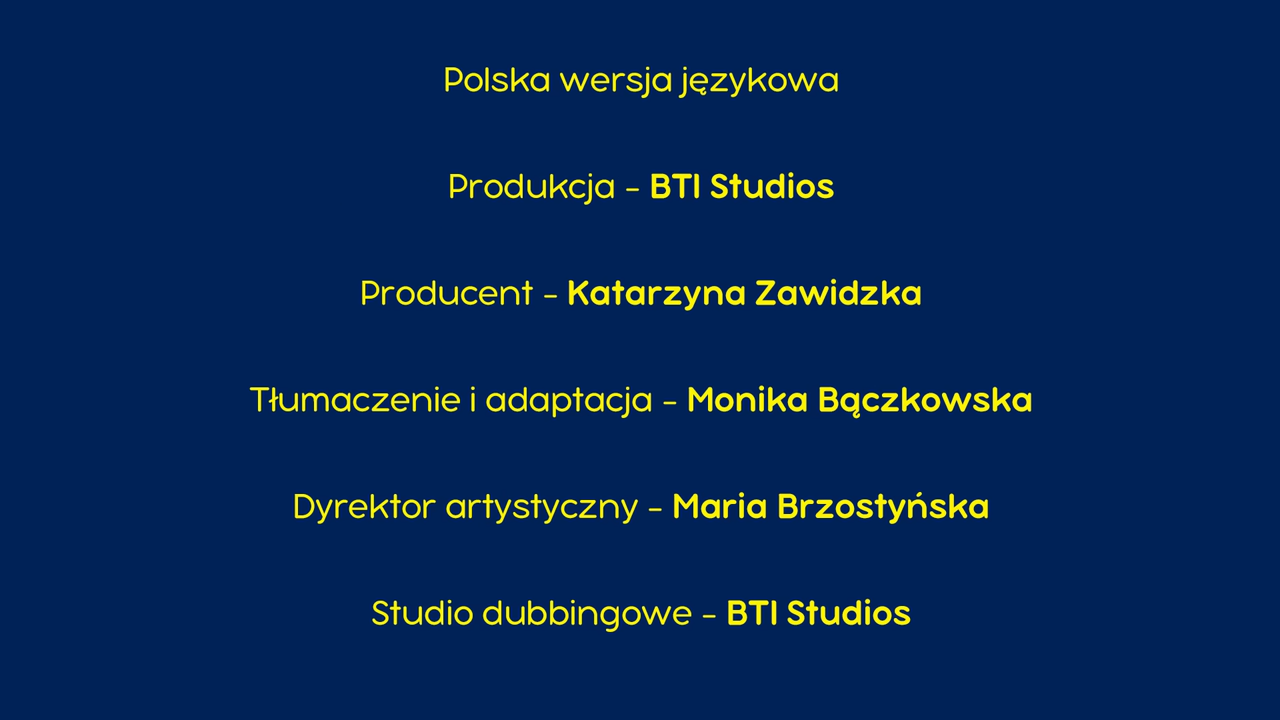 Polska wersja językowa
Produkcja - BTI Studios
Producent - Katarzyna Zawidzka
Tłumaczenie i adaptacja - Monika Bączkowska
Dyrektor artystyczny - Maria Brzostyńska
Studio dubbingowe - BTI Studios